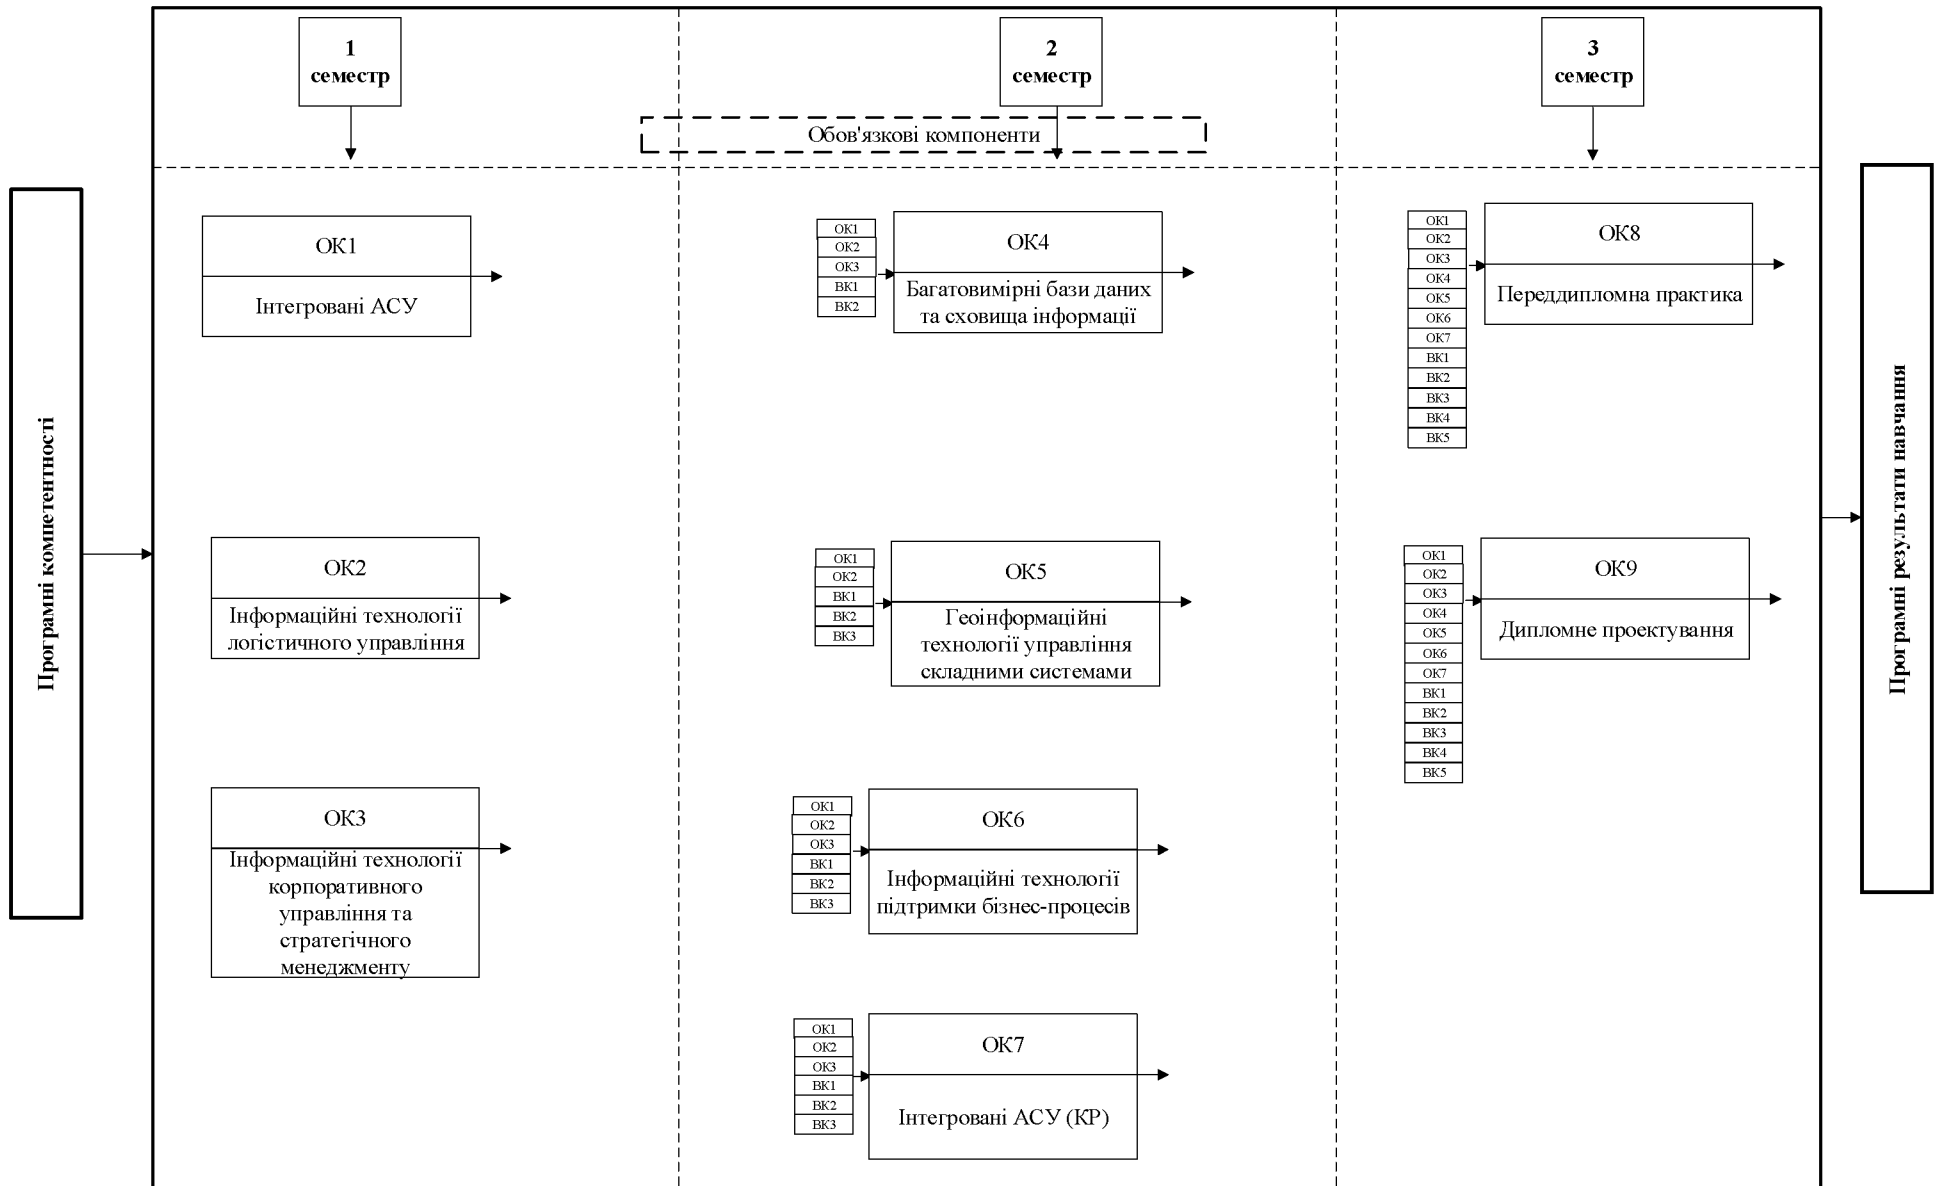 1
семестр
2
семестр
3
семестр
Обов'язкові компоненти
Програмні компетентності
ОК1
Інтегровані АСУ
ОК2
Інформаційні технології
логістичного управління
ОК3
Інформаційні технології
корпоративного
управління та
стратегічного
менеджменту
ОК1
ОК2
ОК3
ВК1
ВК2
ОК4
Багатовимірні бази даних
та сховища інформації
ОК1
ОК2
ВК1
ВК2
ВК3
ОК5
Геоінформаційні
технології управління
складними системами
ОК1
ОК2
ОК3
ВК1
ВК2
ВК3
ОК6
Інформаційні технології
підтримки бізнес-процесів
ОК1
ОК2
ОК3
ВК1
ВК2
ВК3
ОК7
Інтегровані АСУ (КР)
ОК1
ОК2
ОК3
ОК4
ОК5
ОК6
ОК7
ВК1
ВК2
ВК3
ВК4
ВК5
ОК8
Переддипломна практика
ОК1
ОК2
ОК3
ОК4
ОК5
ОК6
ОК7
ВК1
ВК2
ВК3
ВК4
ВК5
ОК9
Дипломне проектування
Програмні результати навчання